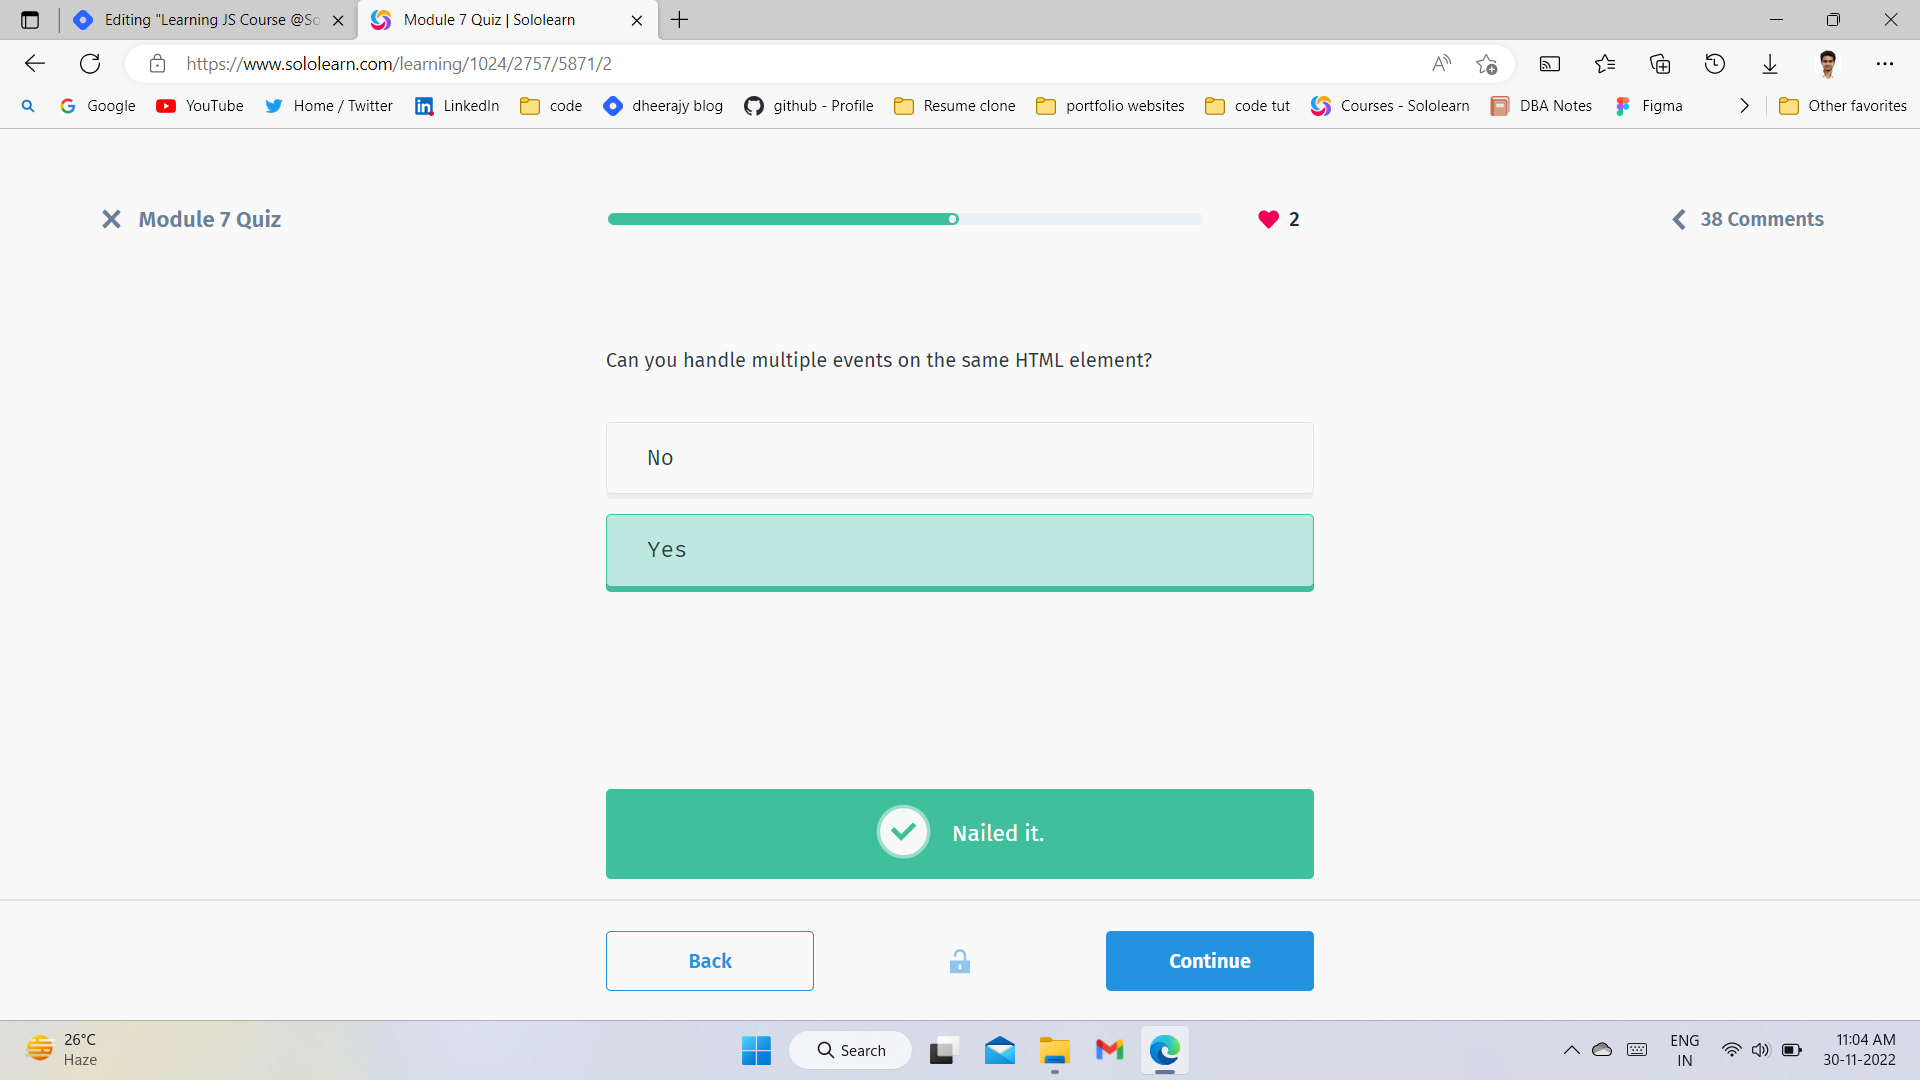 Editing "Learning JS Course @So
Module 7 Quiz | Sololearn
https://www.sololearn.com/learning/1024/2757/5871/2
Google
YouTube
Home / Twitter
LinkedIn
code
dheerajy blog
github - Profile
Resume clone
portfolio websites
code tut
Courses - Sololearn
DBA Notes
Figma
Other favorites
Module 7 Quiz
2
38 Comments
Can you handle multiple events on the same HTML element?
No
Yes
Nailed it.
Back
Continue
26°C
Haze
Search
ENG
IN
11:04 AM
30-11-2022